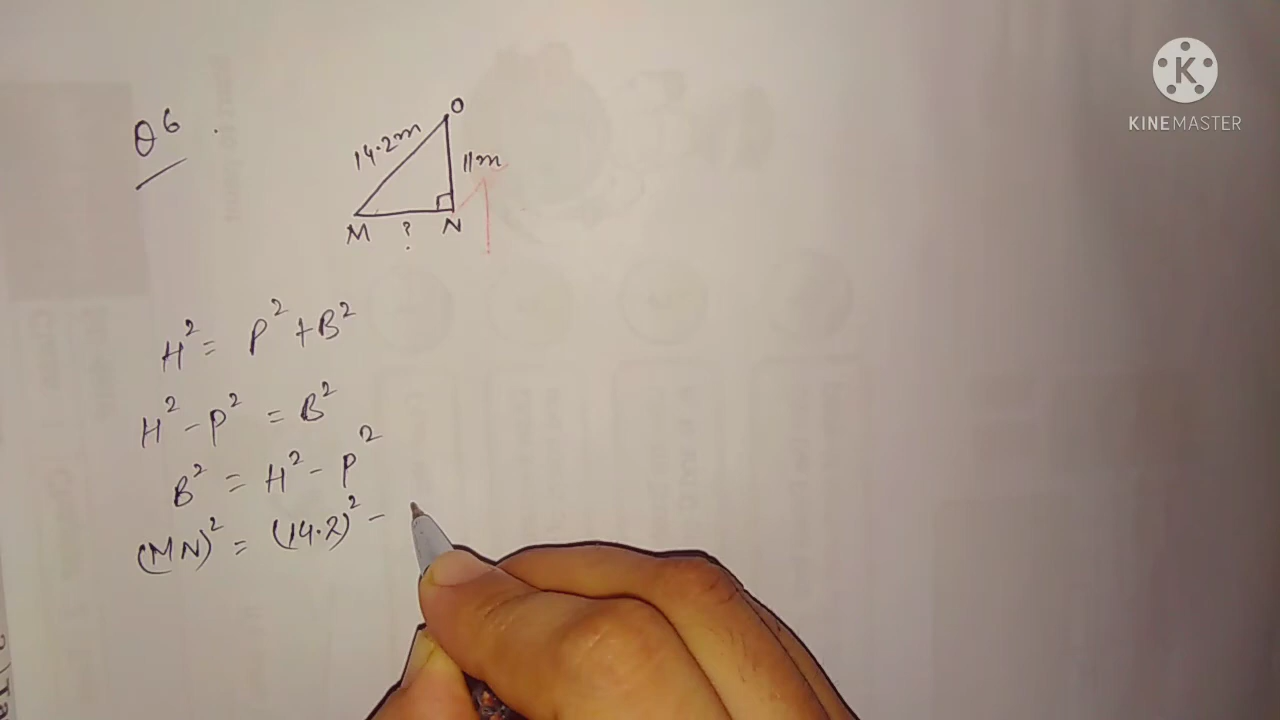 Q6.
O
14.2m
11m
M ? N
H² = P² + B²
H² - P² = B²
B² = H² - P²
(MN)² = (14.2)² -
K
KINEMASTER